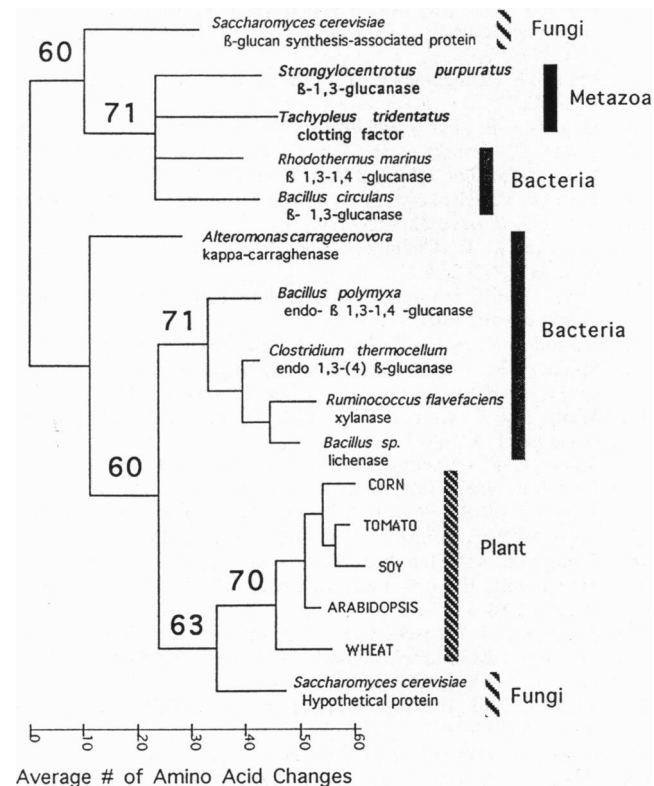 Saccharomyces cerevisiae
ß-glucan synthesis-associated protein
Fungi
60
Strongylocentrotus purpuratus
ß-1,3-glucanase
Metazoa
71
Tachypleus tridentatus
clotting factor
Rhodothermus marinus
ß 1,3-1,4 -glucanase
Bacteria
Bacillus circulans
ß- 1,3-glucanase
Alteromonas carrageenovora
kappa-carraghenase
71
Bacillus polymyxa
endo- ß 1,3-1,4 -glucanase
Bacteria
Clostridium thermocellum
endo 1,3-(4) ß-glucanase
Ruminococcus flavefaciens
xylanase
Bacillus sp.
lichenase
60
CORN
TOMATO
Plant
SOY
70
ARABIDOPSIS
63
WHEAT
Saccharomyces cerevisiae
Hypothetical protein
Fungi
0 10 20 30 40 50 60
Average # of Amino Acid Changes